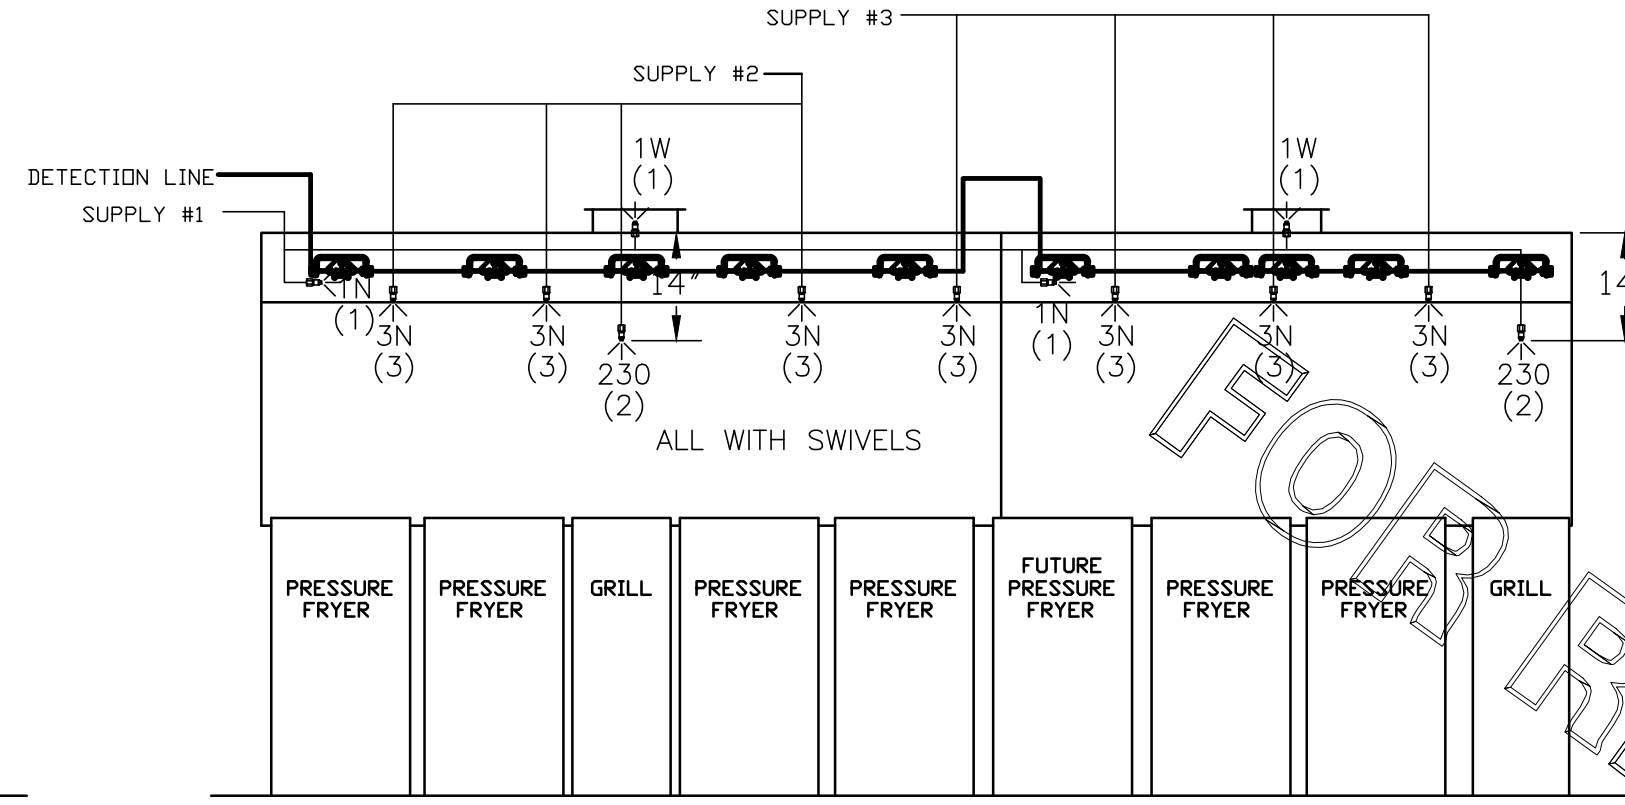 SUPPLY #3
SUPPLY #2
1W
(1)
1W
(1)
DETECTION LINE
SUPPLY #1
14"
14
1N
(1)
3N
(3)
3N
(3)
230
(2)
3N
(3)
3N
(3)
1N
(1)
3N
(3)
3N
(3)
3N
(3)
230
(2)
ALL WITH SWIVELS
PRESSURE
FRYER
PRESSURE
FRYER
GRILL
PRESSURE
FRYER
PRESSURE
FRYER
FUTURE
PRESSURE
FRYER
PRESSURE
FRYER
PRESSURE
FRYER
GRILL
FOR R